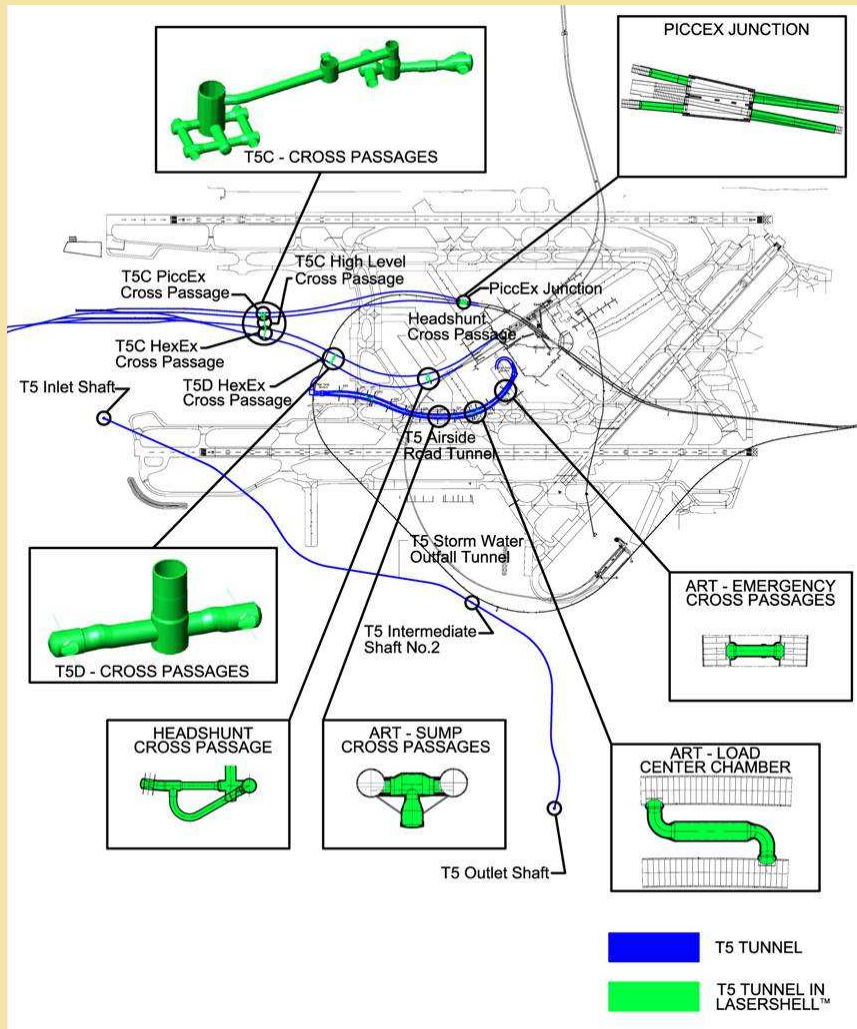 PICCEX JUNCTION
T5C - CROSS PASSAGES
T5C High Level
Cross Passage
T5C PiccEx
Cross Passage
PiccEx Junction
Headshunt
Cross Passage
T5C HexEx
Cross Passage
T5D HexEx
Cross Passage
T5 Inlet Shaft
T5 Airside
Road Tunnel
T5 Storm Water
Outfall Tunnel
ART - EMERGENCY
CROSS PASSAGES
T5 Intermediate
Shaft No.2
T5D - CROSS PASSAGES
HEADSHUNT
CROSS PASSAGE
ART - SUMP
CROSS PASSAGES
ART - LOAD
CENTER CHAMBER
T5 Outlet Shaft
T5 TUNNEL
T5 TUNNEL IN
LASERSHELL™